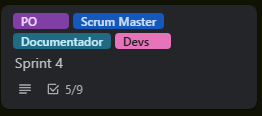 PO Scrum Master
Documentador Devs
Sprint 4
5/9